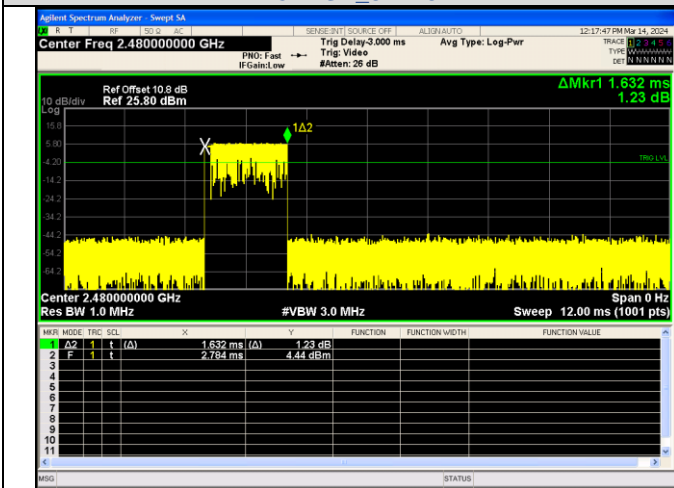 Agilent Spectrum Analyzer - Swept SA
R T RF 50 Ω AC SENSE:INT SOURCE OFF ALIGN AUTO 12:17:47 PM Mar 14, 2024
Center Freq 2.480000000 GHz Trig Delay-3.000 ms Avg Type: Log-Pwr TRACE 1 2 3 4 5 6
PNO: Fast Trig: Video TYPE
IFGain:Low #Atten: 26 dB DET N N N N N N
ΔMkr1 1.632 ms
1.23 dB
Ref Offset 10.8 dB
10 dB/div Ref 25.80 dBm
Log
15.8
5.80
-4.20
-14.2
-24.2
-34.2
-44.2
-54.2
-64.2
X
1Δ2
TRIG LVL
Center 2.480000000 GHz Span 0 Hz
Res BW 1.0 MHz #VBW 3.0 MHz Sweep 12.00 ms (1001 pts)
MKR MODE TRC SCL X Y FUNCTION FUNCTION WIDTH FUNCTION VALUE
1 Δ2 1 t (Δ) 1.632 ms (Δ) 1.23 dB
2 F 1 t 2.784 ms 4.44 dBm
3
4
5
6
7
8
9
10
11
MSG STATUS